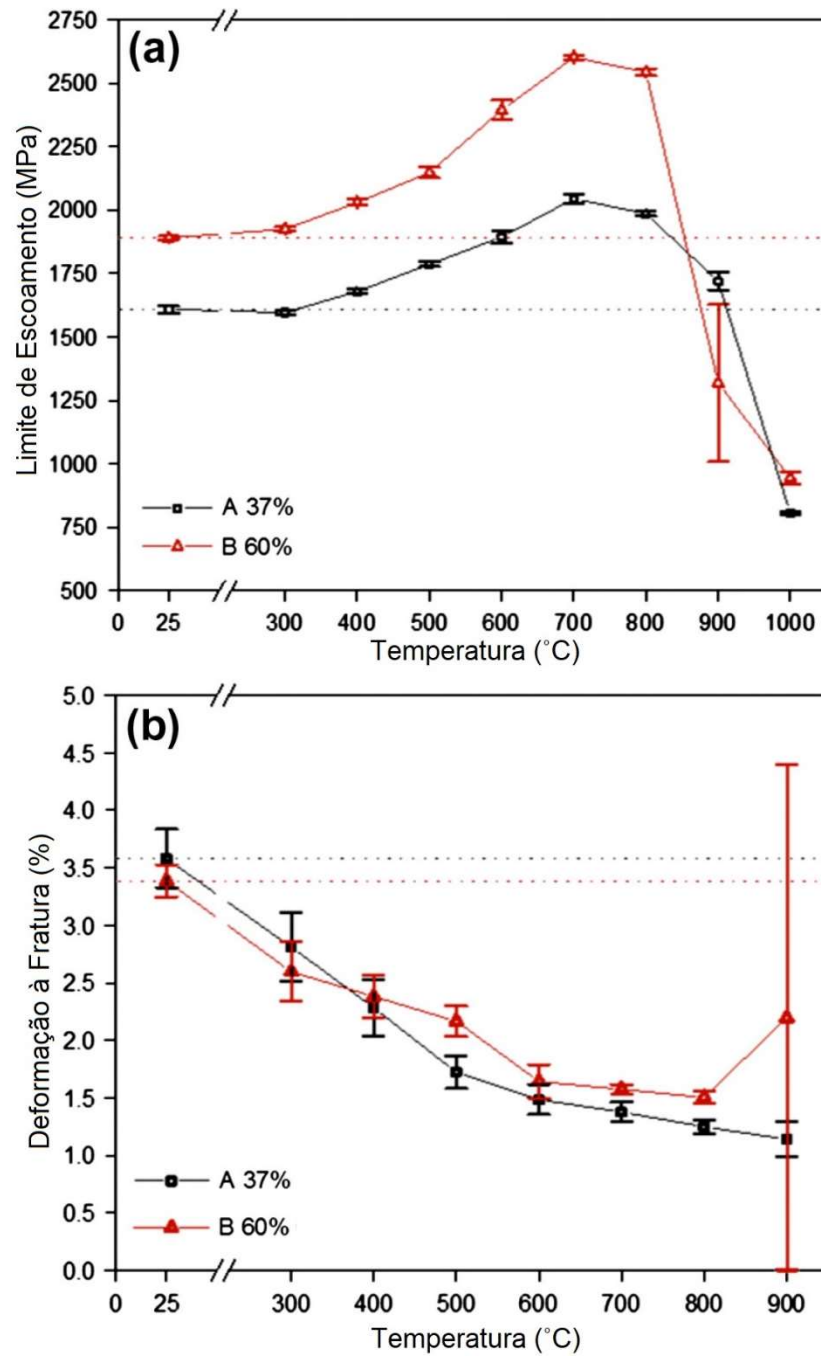 (a)
Limite de Escoamento (MPa)
2750
2500
2250
2000
1750
1500
1250
1000
750
500
A 37%
B 60%
0 25 300 400 500 600 700 800 900 1000
Temperatura (°C)
(b)
Deformação à Fratura (%)
5.0
4.5
4.0
3.5
3.0
2.5
2.0
1.5
1.0
0.5
0.0
A 37%
B 60%
0 25 300 400 500 600 700 800 900
Temperatura (°C)